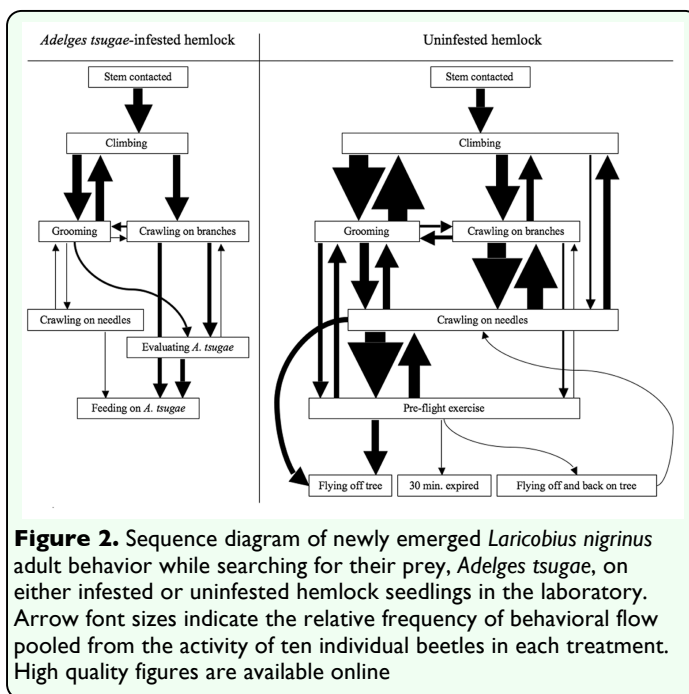 Adelges tsugae-infested hemlock
Stem contacted
Climbing
Grooming
Crawling on branches
Crawling on needles
Evaluating A. tsugae
Feeding on A. tsugae
Uninfested hemlock
Stem contacted
Climbing
Grooming
Crawling on branches
Crawling on needles
Pre-flight exercise
Flying off tree
30 min. expired
Flying off and back on tree
Figure 2. Sequence diagram of newly emerged Laricobius nigrinus
adult behavior while searching for their prey, Adelges tsugae, on
either infested or uninfested hemlock seedlings in the laboratory.
Arrow font sizes indicate the relative frequency of behavioral flow
pooled from the activity of ten individual beetles in each treatment.
High quality figures are available online